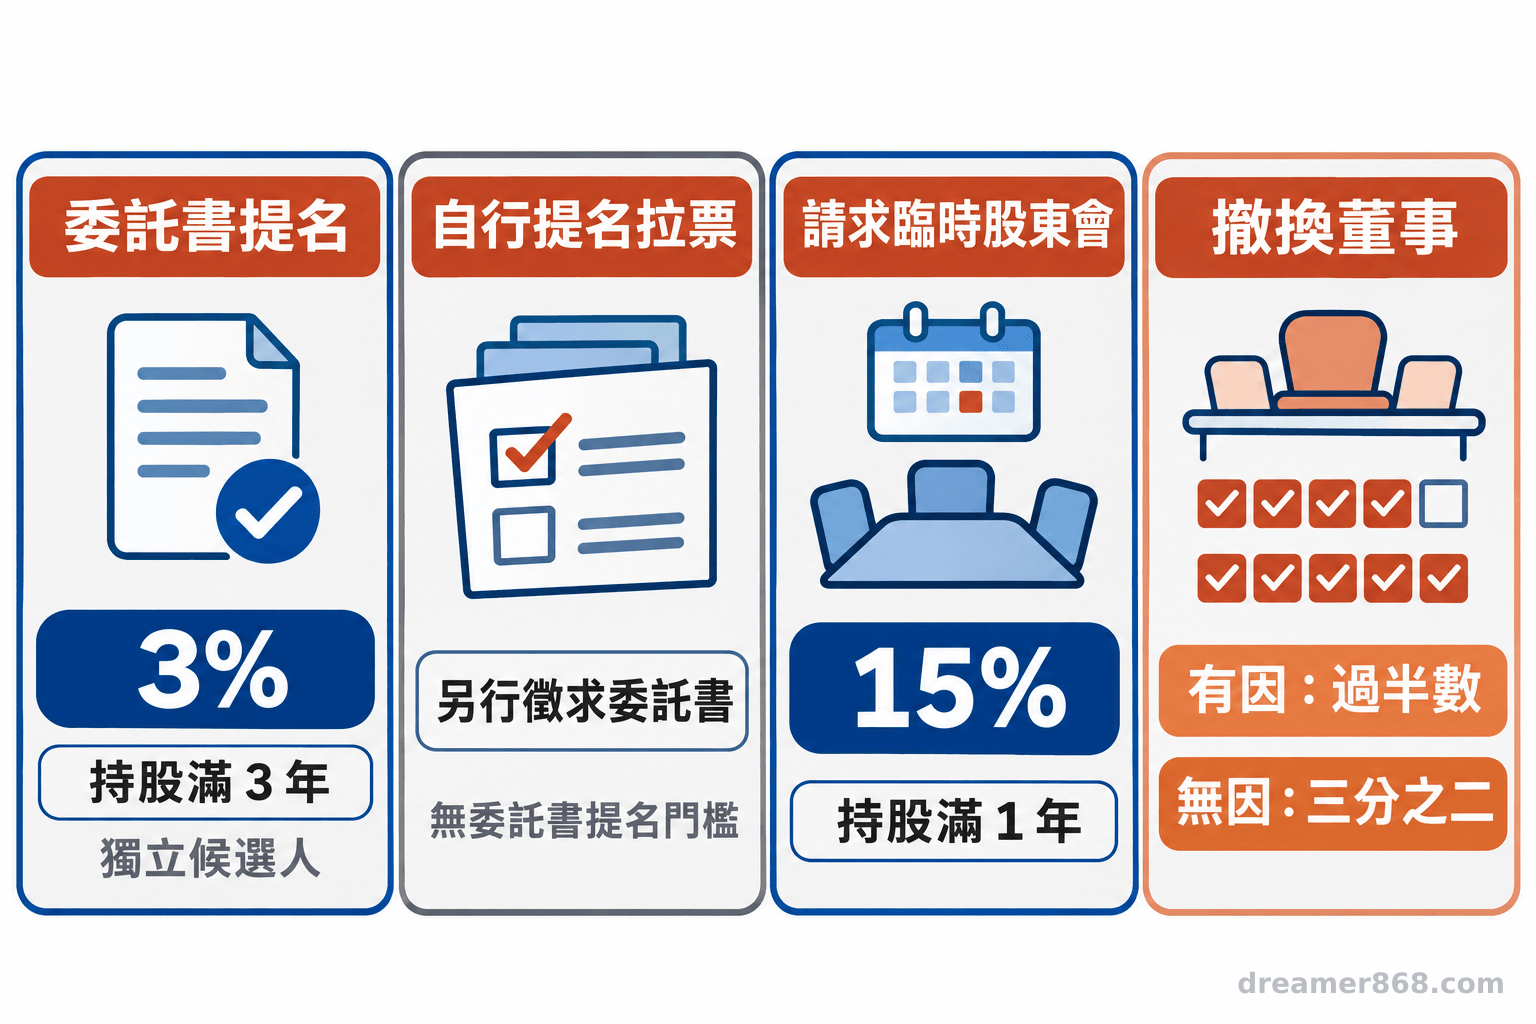 委託書提名
3%
持股滿 3 年
獨立候選人
自行提名拉票
另行徵求委託書
無委託書提名門檻
請求臨時股東會
15%
持股滿 1 年
撤換董事
有因：過半數
無因：三分之二
dreamer868.com